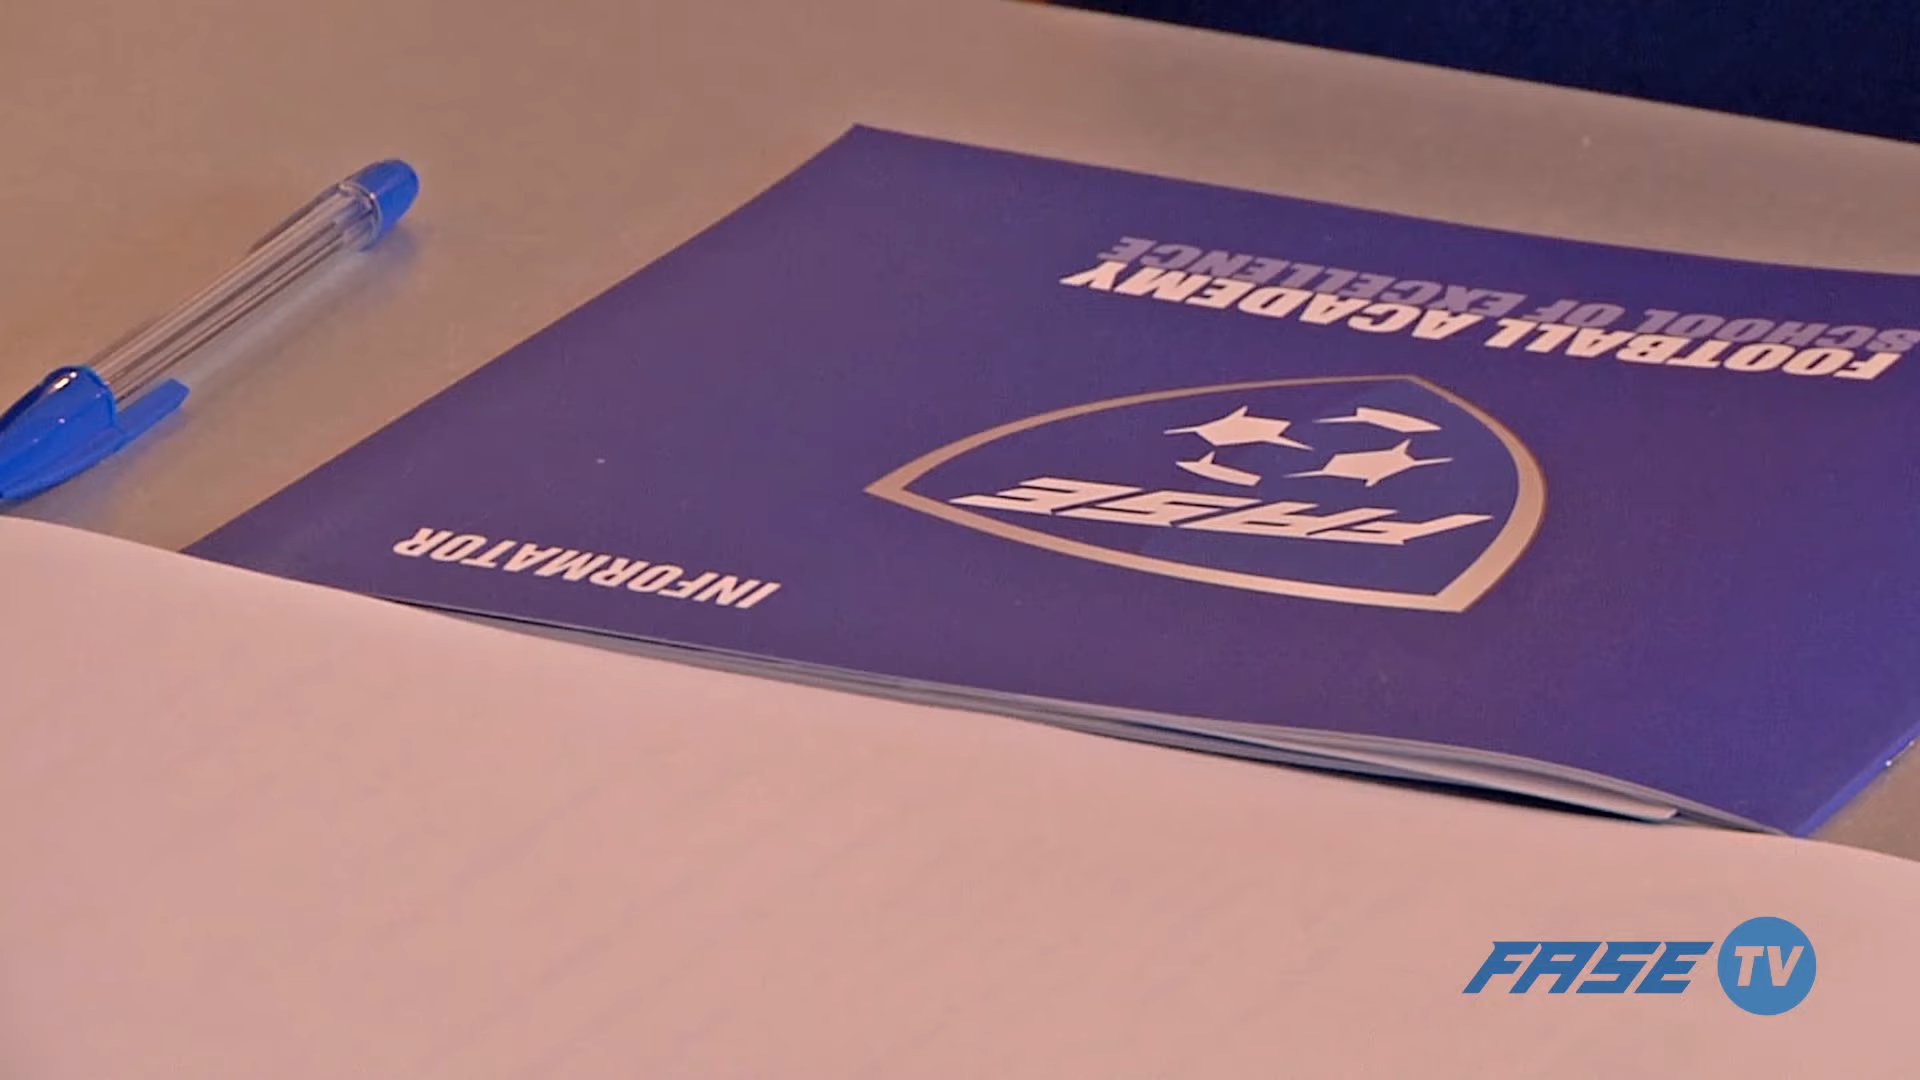 FOOTBALL ACADEMY
SCHOOL OF EXCELLENCE
FASE
INFORMATOR
FASE TV